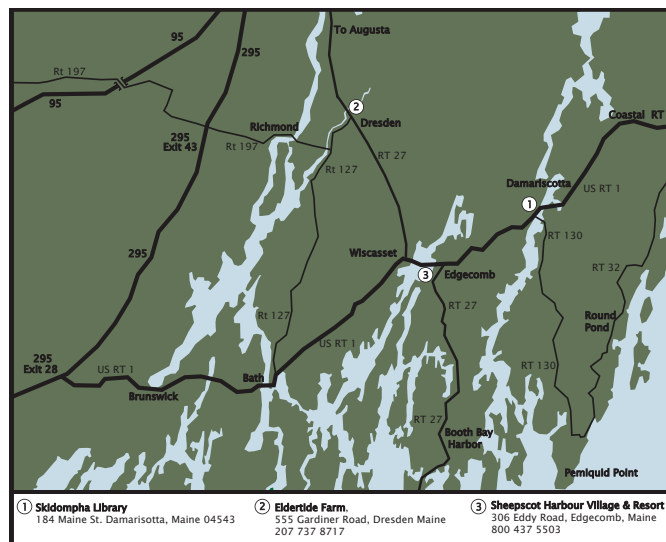 To Augusta
95
295
Rt 197
95
2
Dresden
Richmond
295
Exit 43
Rt 197
Coastal RT
RT 27
Rt 127
Damariscotta
US RT 1
1
RT 130
Wiscasset
295
3
Edgecomb
RT 32
RT 27
Round
Pond
Rt 127
US RT 1
295
Exit 28
US RT 1
Bath
RT 130
Brunswick
RT 27
Booth Bay
Harbor
Pemiquid Point
1 Skidompha Library
184 Maine St. Damarisotta, Maine 04543
2 Eldertide Farm.
555 Gardiner Road, Dresden Maine
207 737 8717
3 Sheepscot Harbour Village & Resort
306 Eddy Road, Edgecomb, Maine
800 437 5503